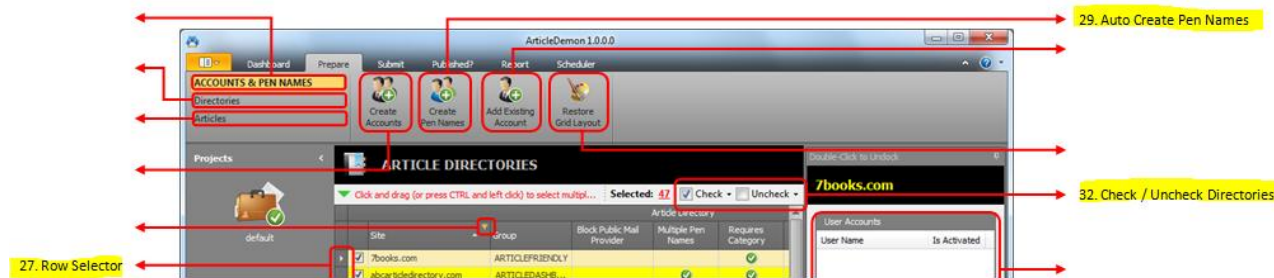 29. Auto Create Pen Names
ArticleDemon 1.0.0.0
Dashboard Prepare Submit Published? Report Scheduler
ACCOUNTS & PEN NAMES
Directories
Articles
Create Accounts
Create Pen Names
Add Existing Account
Restore Grid Layout
Projects
default
ARTICLE DIRECTORIES
Double-Click to Undock
7books.com
Click and drag (or press CTRL and left click) to select multipl... Selected: 47 Check Uncheck
32. Check / Uncheck Directories
Article Directory
Site Group Block Public Mail Provider Multiple Pen Names Requires Category
7books.com ARTICLEFRIENDLY
abcarticledirectory.com ARTICLEDASHB...
User Accounts
User Name Is Activated
27. Row Selector